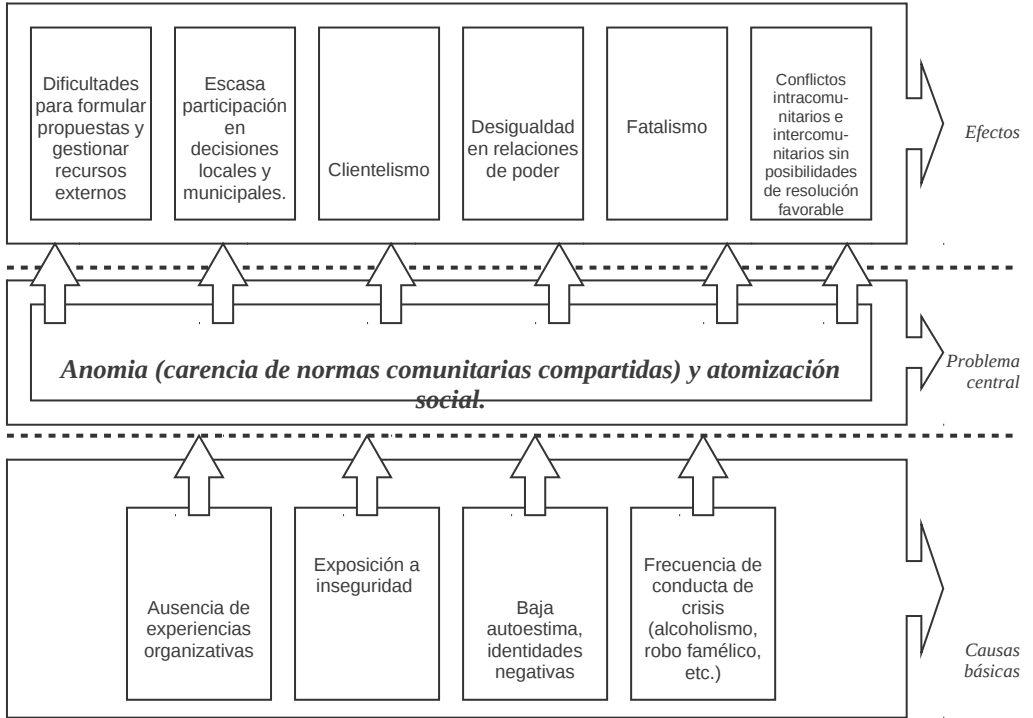 Dificultades
para formular
propuestas y
gestionar
recursos
externos
Escasa
participación
en
decisiones
locales y
municipales.
Clientelismo
Desigualdad
en relaciones
de poder
Fatalismo
Conflictos
intracomu-
nitarios e
intercomu-
nitarios sin
posibilidades
de resolución
favorable
Efectos
Anomia (carencia de normas comunitarias compartidas) y atomización
social.
Problema
central
Ausencia de
experiencias
organizativas
Exposición a
inseguridad
Baja
autoestima,
identidades
negativas
Frecuencia de
conducta de
crisis
(alcoholismo,
robo famélico,
etc.)
Causas
básicas